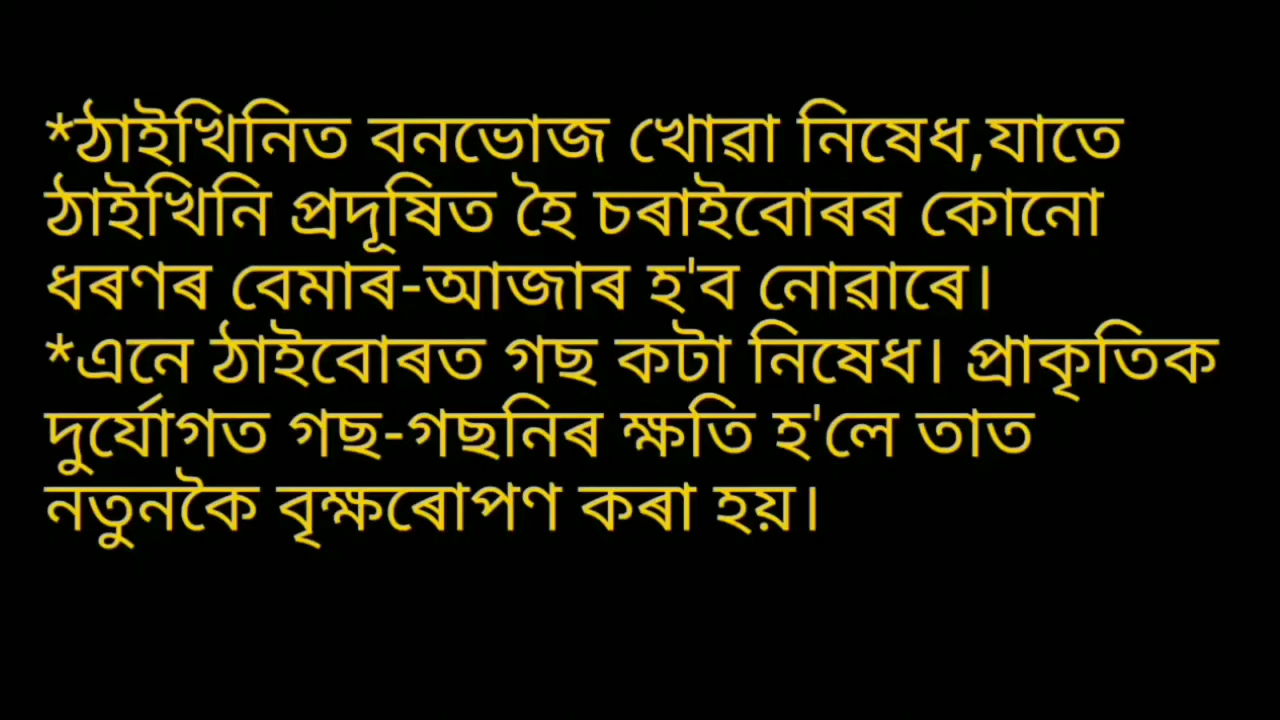 *ঠাইখিনিত বনভোজ খোৱা নিষেধ,যাতে
ঠাইখিনি প্ৰদূষিত হৈ চৰাইবোৰৰ কোনো
ধৰণৰ বেমাৰ-আজাৰ হ'ব নোৱাৰে।
*এনে ঠাইবোৰত গছ কটা নিষেধ। প্ৰাকৃতিক
দুৰ্যোগত গছ-গছনিৰ ক্ষতি হ'লে তাত
নতুনকৈ বৃক্ষৰোপণ কৰা হয়।